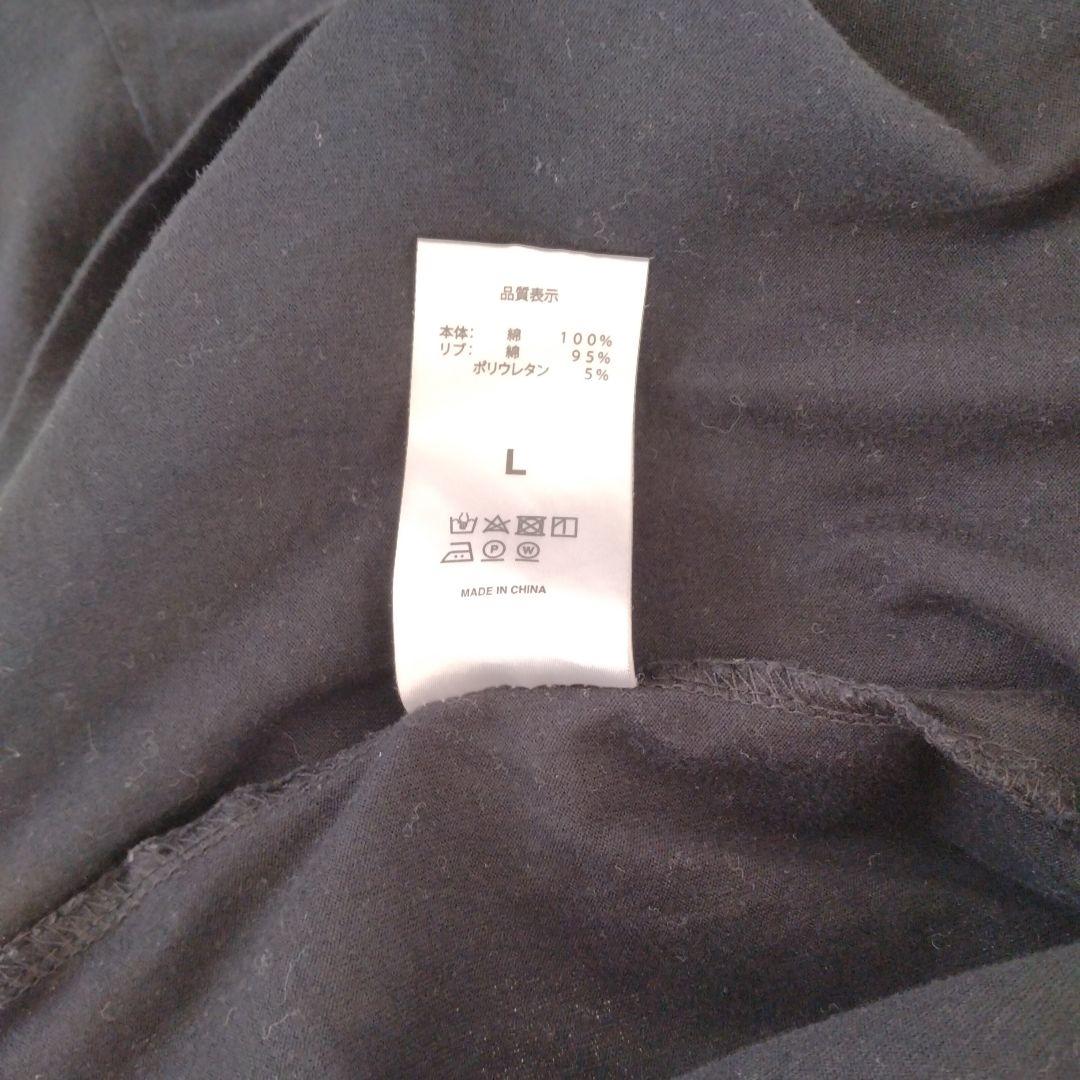 品質表示
本体: 綿 100%
リブ: 綿 95%
ポリウレタン 5%
L
P W
MADE IN CHINA